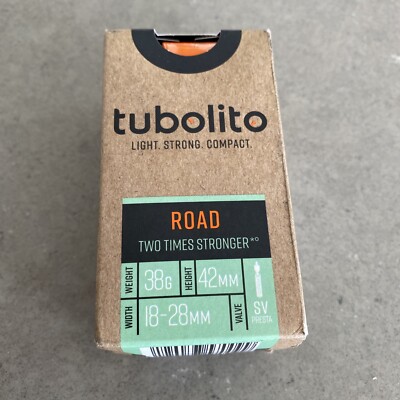 tubolito
LIGHT. STRONG. COMPACT.
ROAD
TWO TIMES STRONGER*°
WEIGHT 38G HEIGHT 42MM
WIDTH 18-28MM VALVE SV
PRESTA